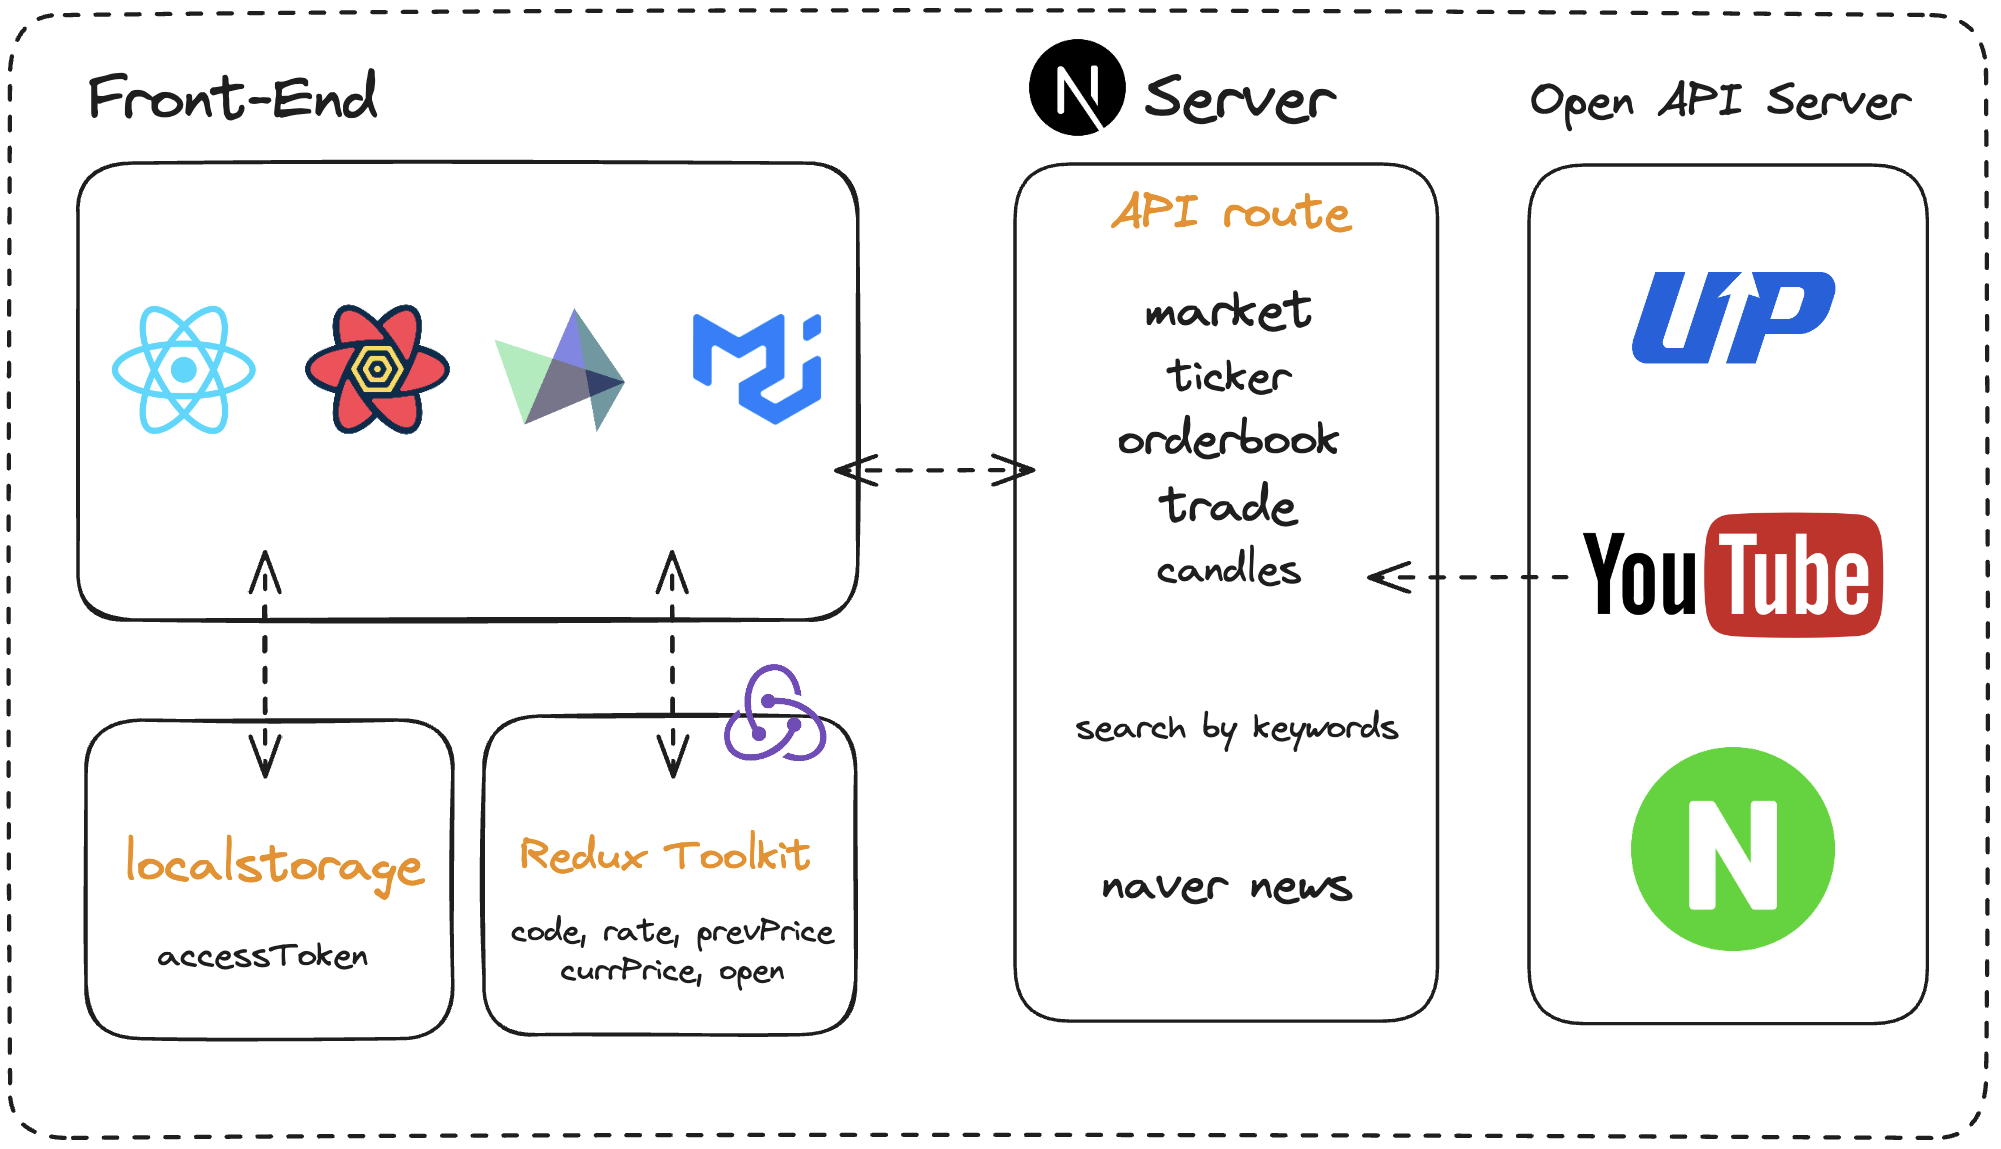 Front-End
localstorage
accessToken
Redux Toolkit
code, rate, prevPrice
currPrice, open
N Server
API route
market
ticker
orderbook
trade
candles
search by keywords
naver news
Open API Server
UP
YouTube
N